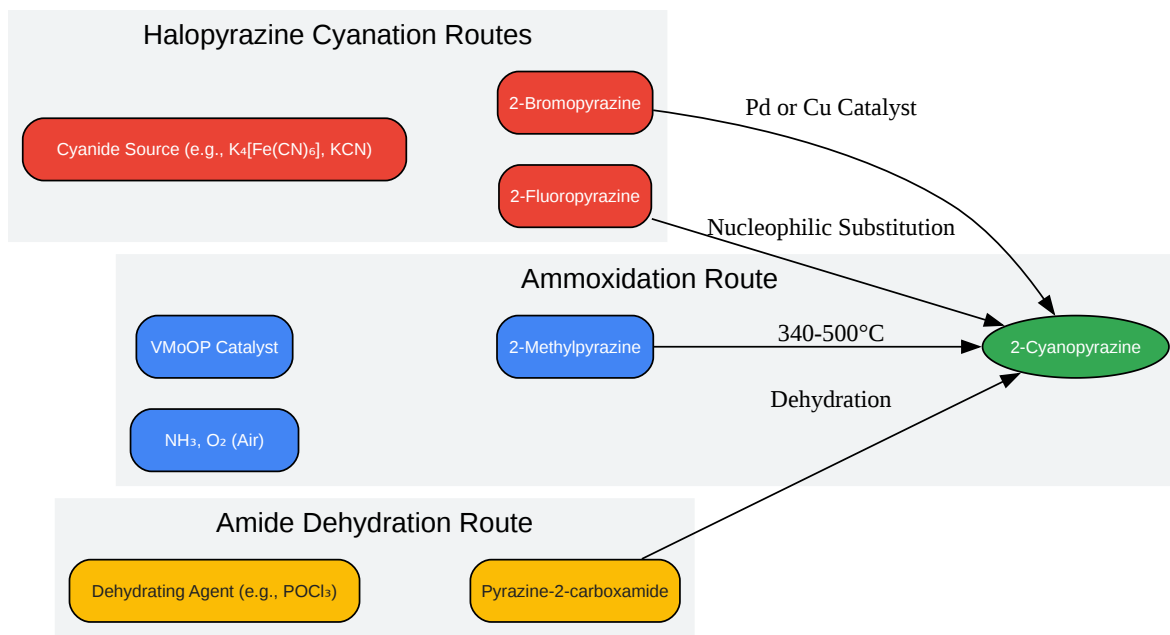 Halopyrazine Cyanation Routes
2-Bromopyrazine
Pd or Cu Catalyst
Cyanide Source (e.g., K₄[Fe(CN)₆], KCN)
2-Fluoropyrazine
Nucleophilic Substitution
Ammoxidation Route
VMoOP Catalyst
2-Methylpyrazine
340-500°C
2-Cyanopyrazine
NH₃, O₂ (Air)
Dehydration
Amide Dehydration Route
Dehydrating Agent (e.g., POCl₃)
Pyrazine-2-carboxamide